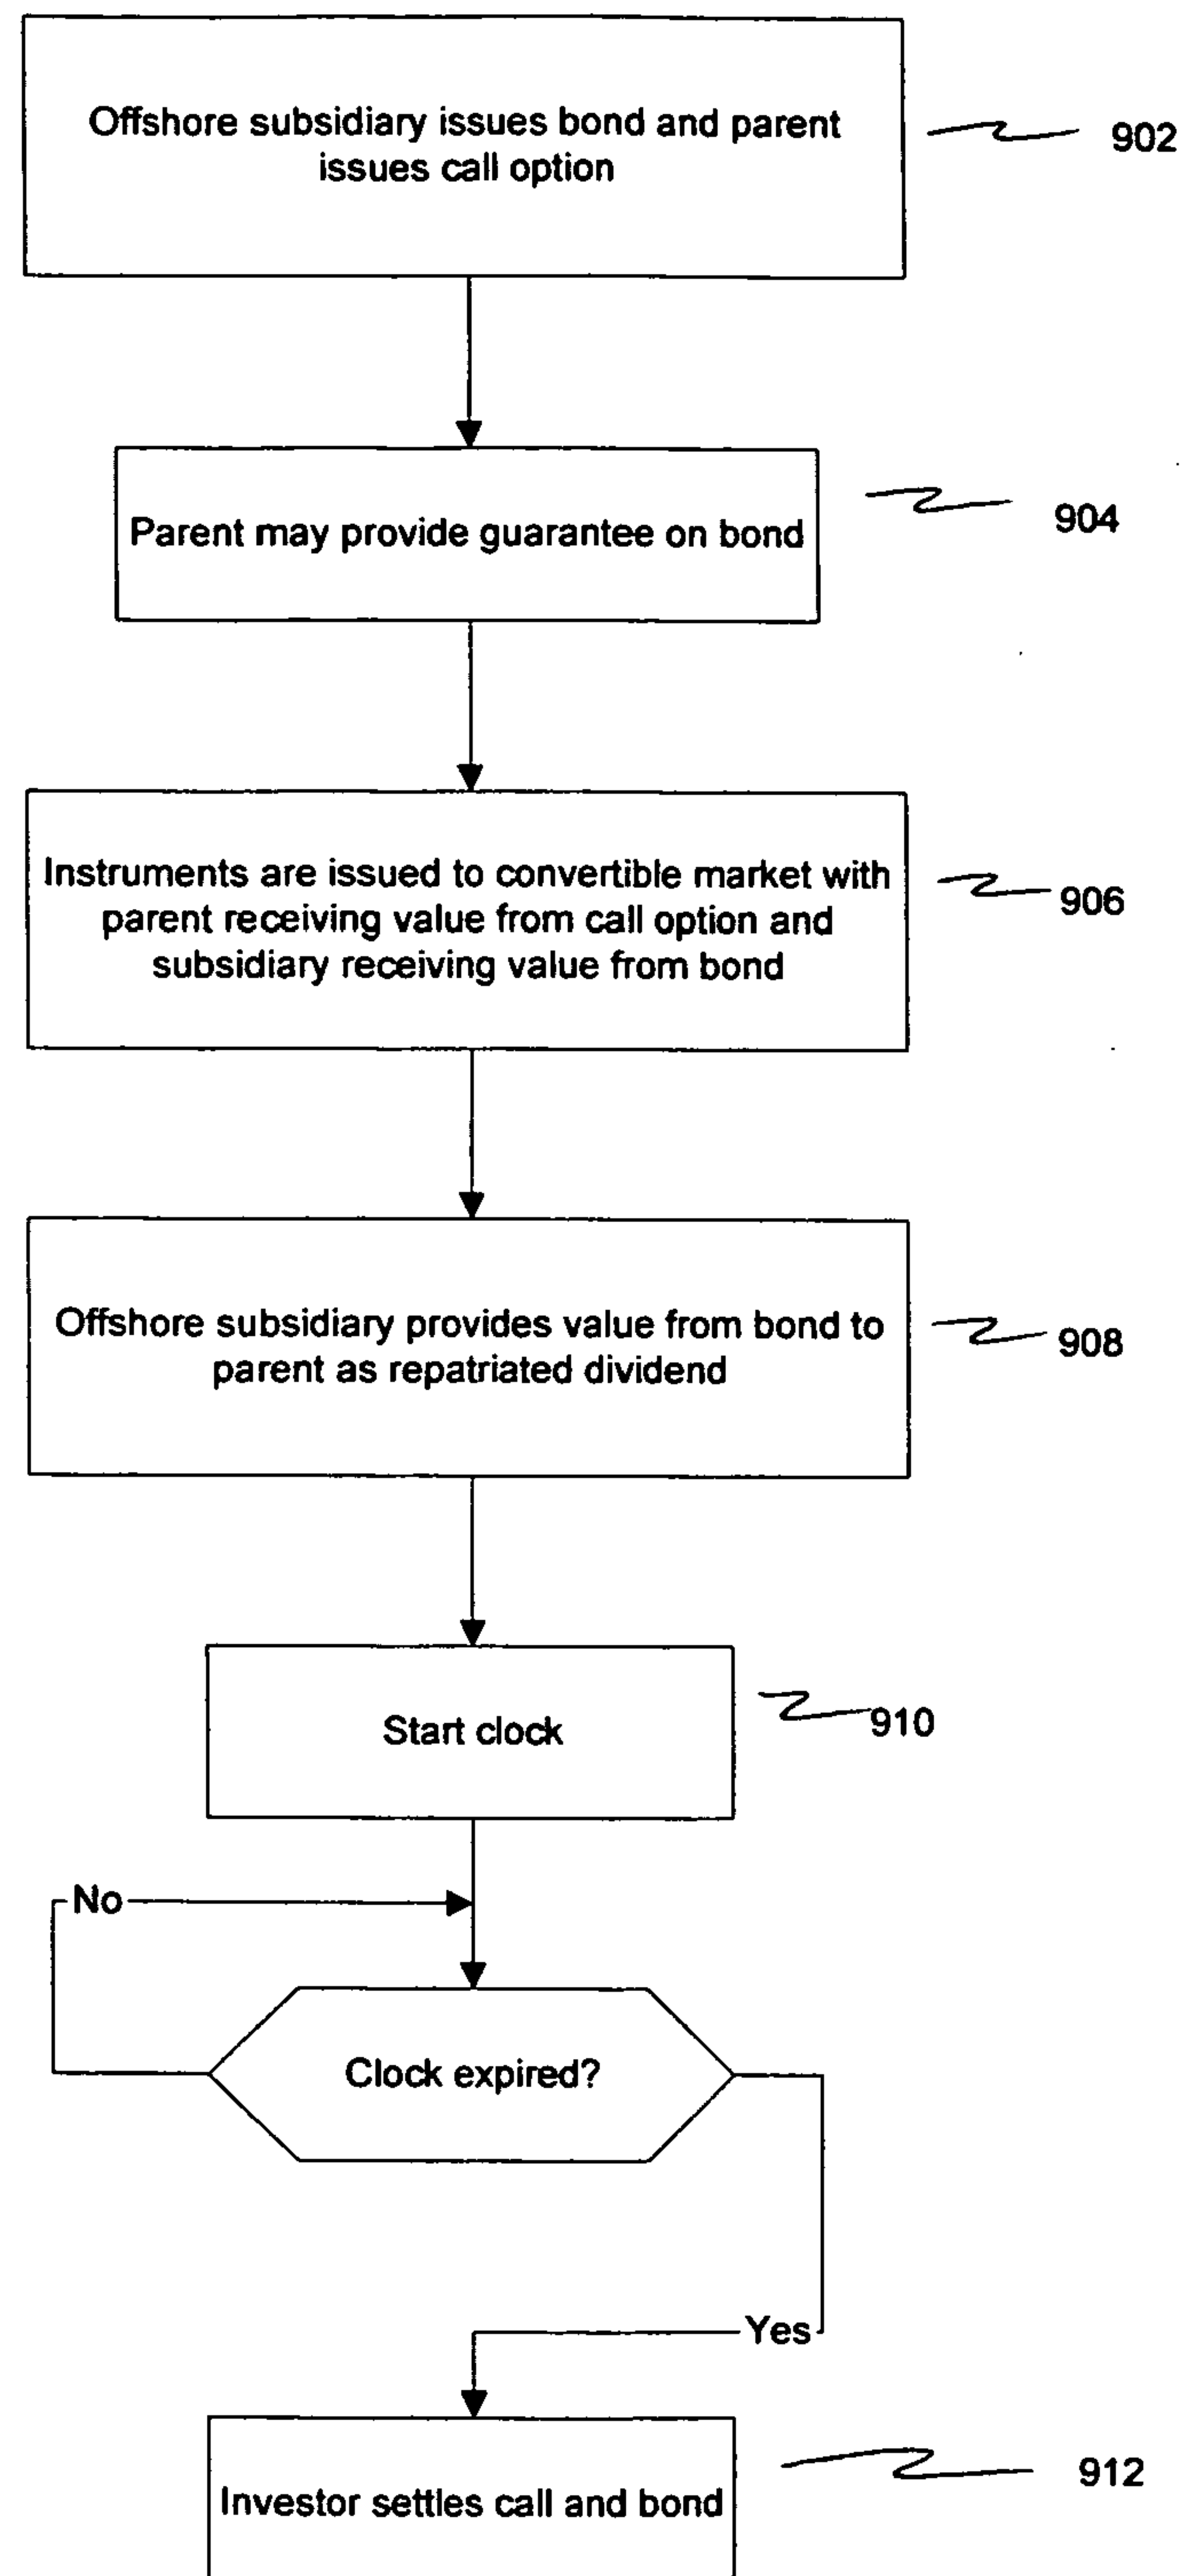 Offshore subsidiary issues bond and parent
issues call option
902
Parent may provide guarantee on bond
904
Instruments are issued to convertible market with
parent receiving value from call option and
subsidiary receiving value from bond
906
Offshore subsidiary provides value from bond to
parent as repatriated dividend
908
Start clock
910
No
Clock expired?
Yes
Investor settles call and bond
912